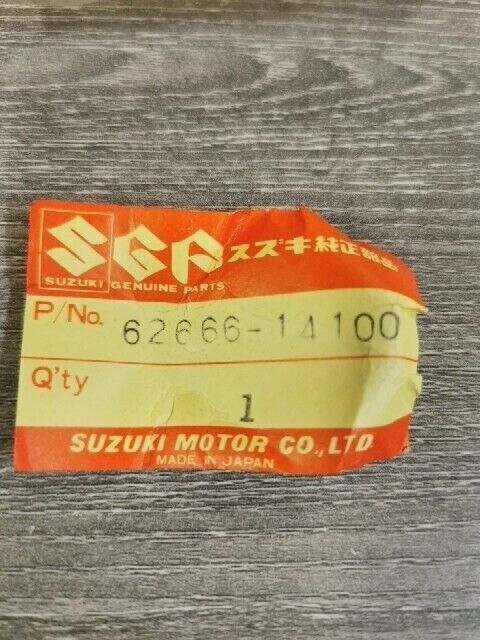 SGP スズキ純正部品
SUZUKI GENUINE PARTS
P/No. 62666-14100
Q'ty 1
SUZUKI MOTOR CO., LTD
MADE IN JAPAN